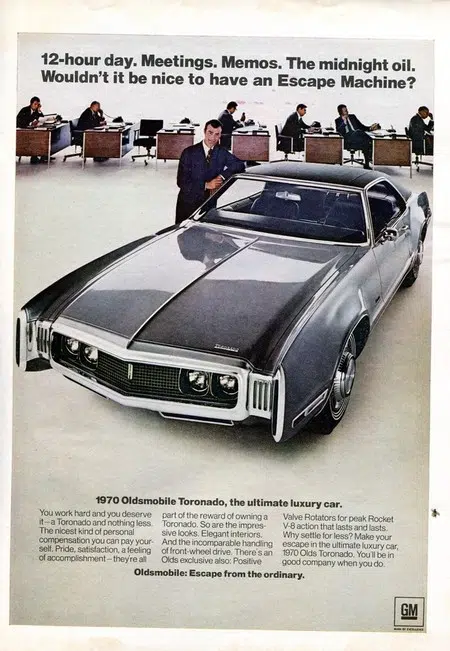 12-hour day. Meetings. Memos. The midnight oil.
Wouldn't it be nice to have an Escape Machine?
1970 Oldsmobile Toronado, the ultimate luxury car.
You work hard and you deserve
it—a Toronado and nothing less.
The nicest kind of personal
compensation you can pay your-
self. Pride, satisfaction, a feeling
of accomplishment—they're all
part of the reward of owning a
Toronado. So are the impres-
sive looks. Elegant interiors.
And the incomparable handling
of front-wheel drive. There's an
Olds exclusive also: Positive
Valve Rotators for peak Rocket
V-8 action that lasts and lasts.
Why settle for less? Make your
escape in the ultimate luxury car,
1970 Olds Toronado. You'll be in
good company when you do.
Oldsmobile: Escape from the ordinary.
GM